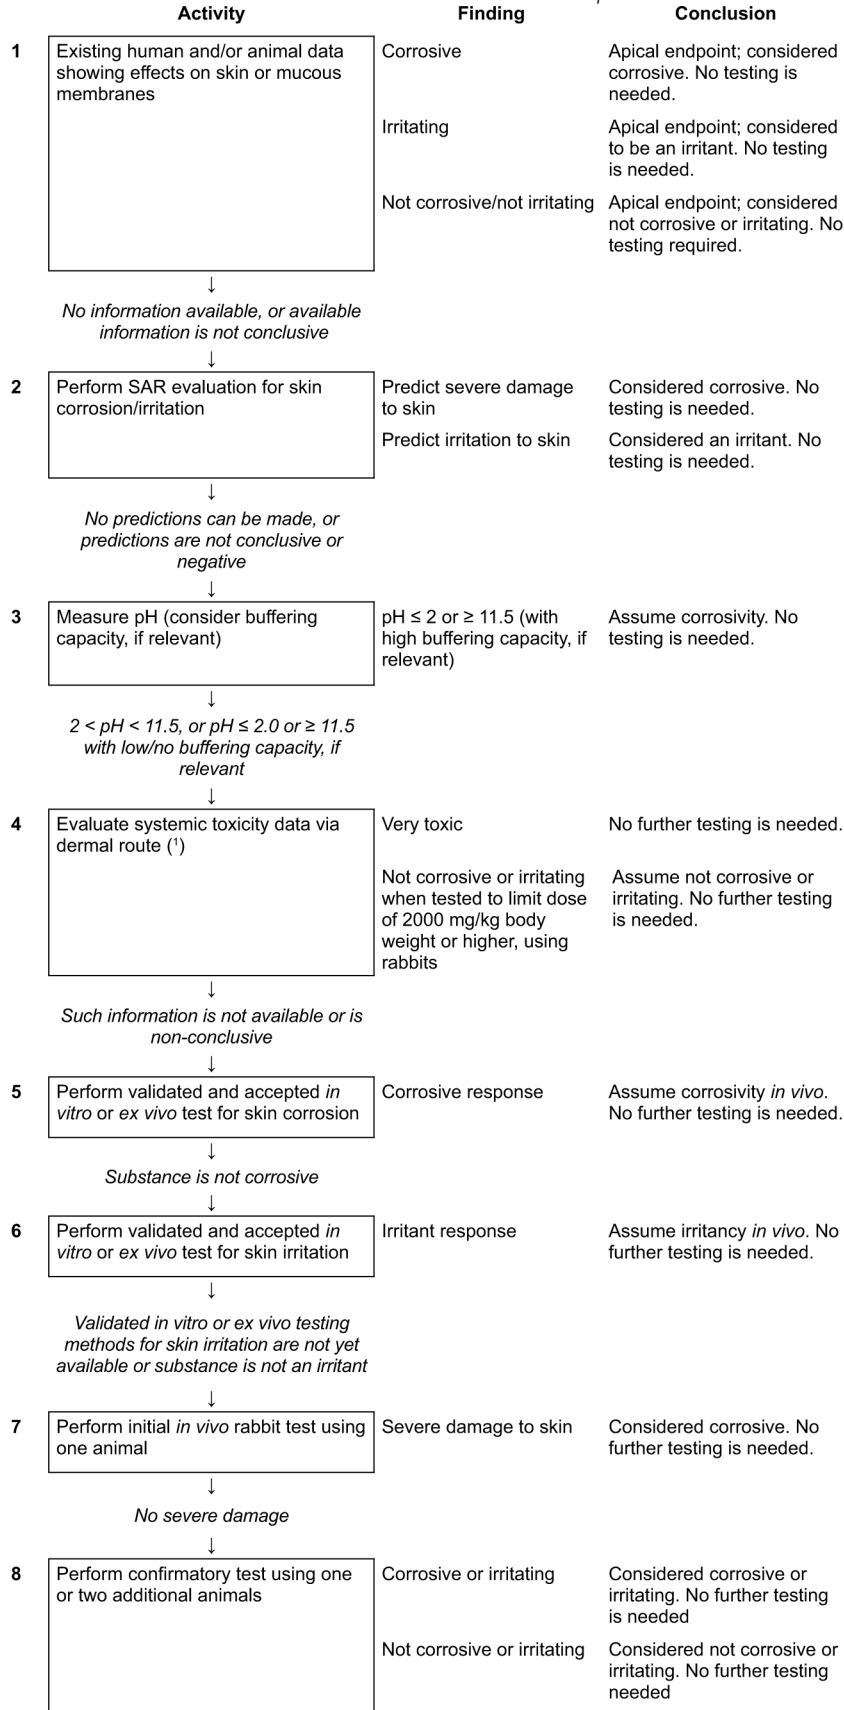 Activity Finding Conclusion
1 Existing human and/or animal data
showing effects on skin or mucous
membranes
Corrosive
Apical endpoint; considered
corrosive. No testing is
needed.
Irritating
Apical endpoint; considered
to be an irritant. No testing
is needed.
Not corrosive/not irritating
Apical endpoint; considered
not corrosive or irritating. No
testing required.
↓
No information available, or available
information is not conclusive
↓
2 Perform SAR evaluation for skin
corrosion/irritation
Predict severe damage
to skin
Considered corrosive. No
testing is needed.
Predict irritation to skin
Considered an irritant. No
testing is needed.
↓
No predictions can be made, or
predictions are not conclusive or
negative
↓
3 Measure pH (consider buffering
capacity, if relevant)
pH ≤ 2 or ≥ 11.5 (with
high buffering capacity, if
relevant)
Assume corrosivity. No
testing is needed.
↓
2 < pH < 11.5, or pH ≤ 2.0 or ≥ 11.5
with low/no buffering capacity, if
relevant
↓
4 Evaluate systemic toxicity data via
dermal route (¹)
Very toxic
No further testing is needed.
Not corrosive or irritating
when tested to limit dose
of 2000 mg/kg body
weight or higher, using
rabbits
Assume not corrosive or
irritating. No further testing
is needed.
↓
Such information is not available or is
non-conclusive
↓
5 Perform validated and accepted in
vitro or ex vivo test for skin corrosion
Corrosive response
Assume corrosivity in vivo.
No further testing is needed.
↓
Substance is not corrosive
↓
6 Perform validated and accepted in
vitro or ex vivo test for skin irritation
Irritant response
Assume irritancy in vivo. No
further testing is needed.
↓
Validated in vitro or ex vivo testing
methods for skin irritation are not yet
available or substance is not an irritant
↓
7 Perform initial in vivo rabbit test using
one animal
Severe damage to skin
Considered corrosive. No
further testing is needed.
↓
No severe damage
↓
8 Perform confirmatory test using one
or two additional animals
Corrosive or irritating
Considered corrosive or
irritating. No further testing
is needed
Not corrosive or irritating
Considered not corrosive or
irritating. No further testing
needed